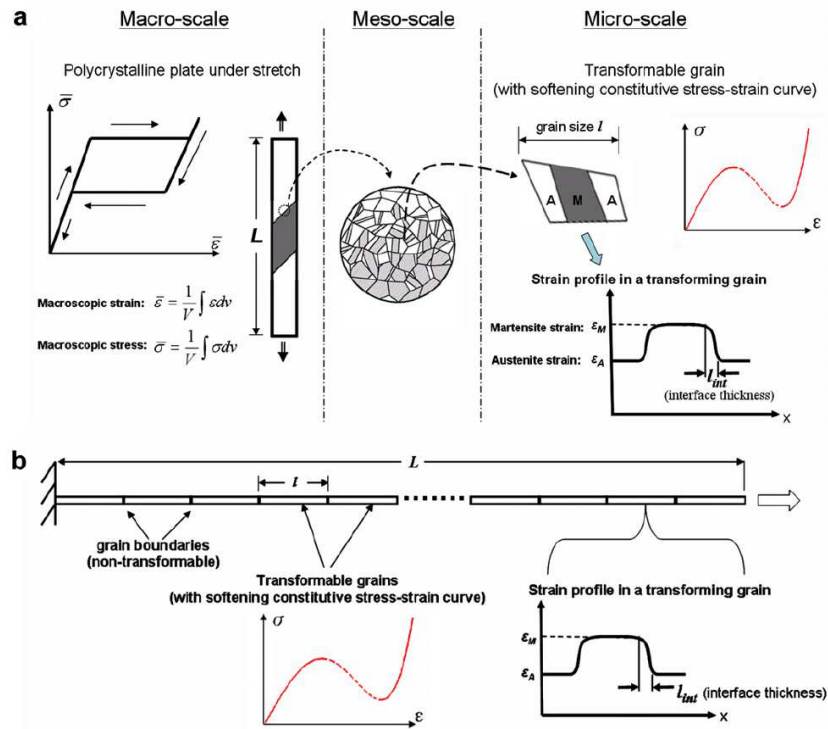 a
Macro-scale
Meso-scale
Micro-scale
Polycrystalline plate under stretch
Transformable grain
(with softening constitutive stress-strain curve)
σ̅
ε̅
L
grain size l
A M A
σ
ε
Macroscopic strain: ε̅ = 1/V ∫ εdv
Macroscopic stress: σ̅ = 1/V ∫ σdv
Strain profile in a transforming grain
Martensite strain: εM
Austenite strain: εA
lint
(interface thickness)
x
b
L
l
grain boundaries
(non-transformable)
Transformable grains
(with softening constitutive stress-strain curve)
σ
ε
Strain profile in a transforming grain
εM
εA
lint (interface thickness)
x